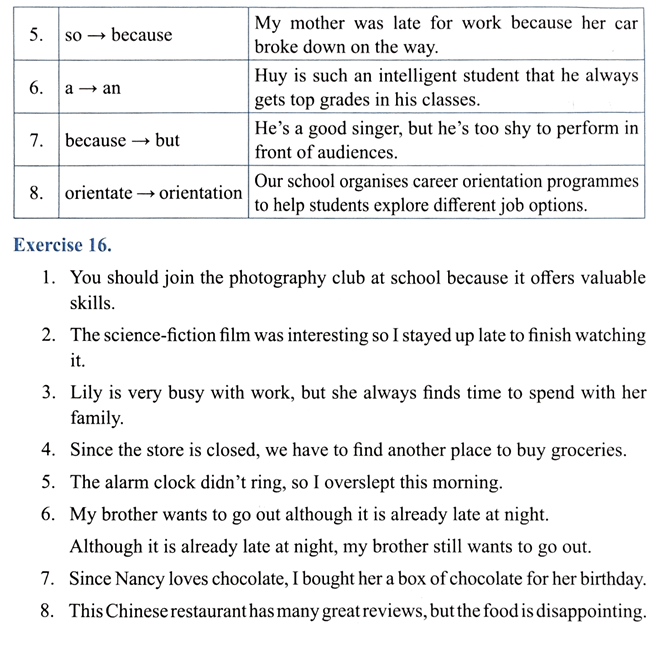 5. so → because My mother was late for work because her car
broke down on the way.
6. a → an Huy is such an intelligent student that he always
gets top grades in his classes.
7. because → but He's a good singer, but he's too shy to perform in
front of audiences.
8. orientate → orientation Our school organises career orientation programmes
to help students explore different job options.
Exercise 16.
1. You should join the photography club at school because it offers valuable
skills.
2. The science-fiction film was interesting so I stayed up late to finish watching
it.
3. Lily is very busy with work, but she always finds time to spend with her
family.
4. Since the store is closed, we have to find another place to buy groceries.
5. The alarm clock didn't ring, so I overslept this morning.
6. My brother wants to go out although it is already late at night.
Although it is already late at night, my brother still wants to go out.
7. Since Nancy loves chocolate, I bought her a box of chocolate for her birthday.
8. This Chinese restaurant has many great reviews, but the food is disappointing.